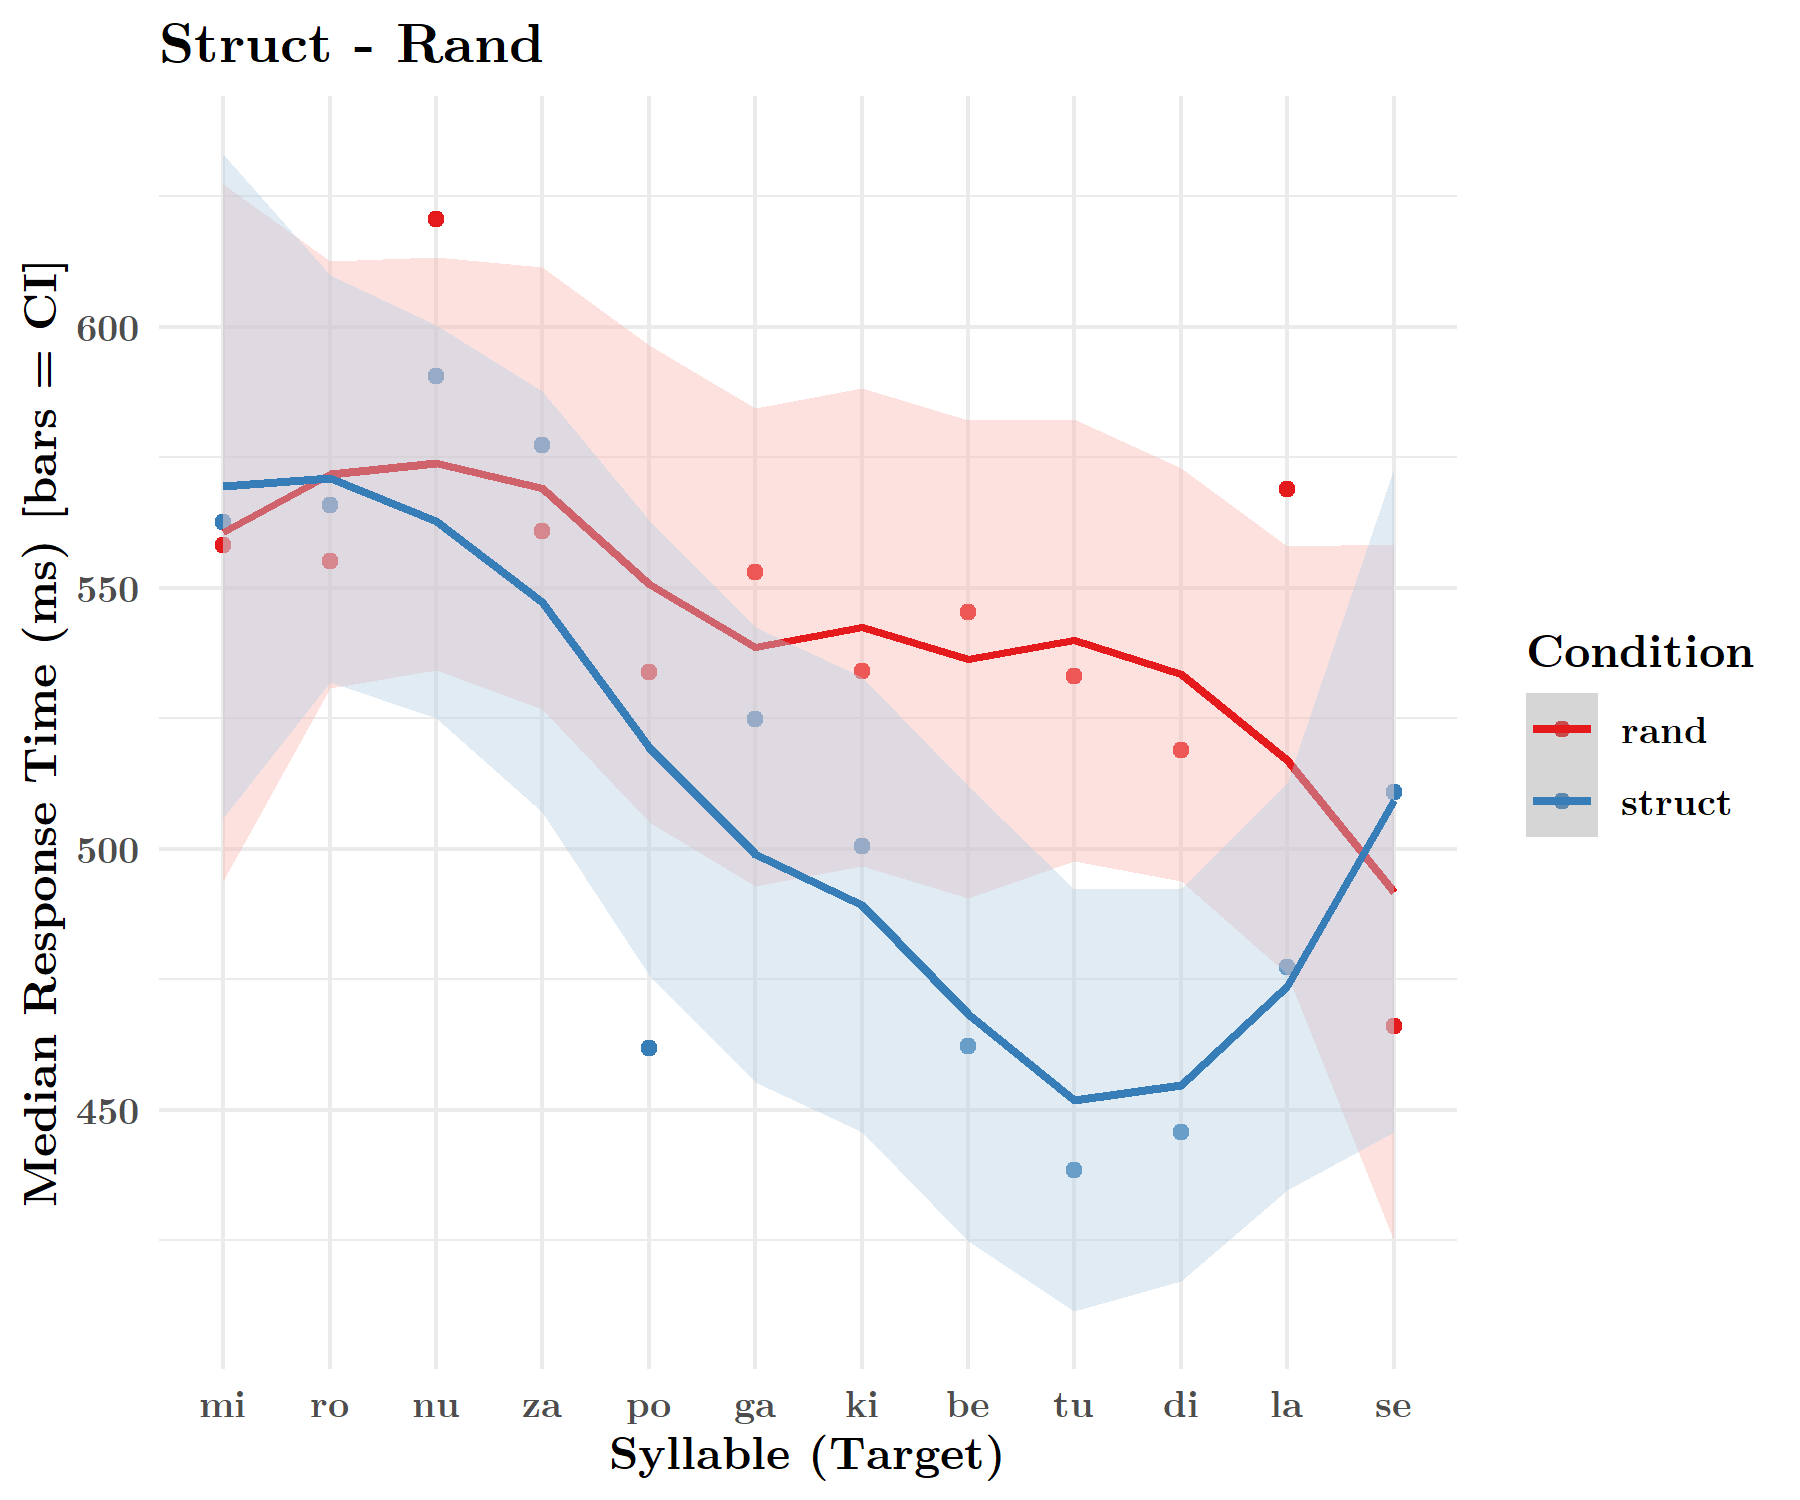 Struct - Rand
Median Response Time (ms) [bars = CI]
600
550
500
450
mi ro nu za po ga ki be tu di la se
Syllable (Target)
Condition
rand
struct